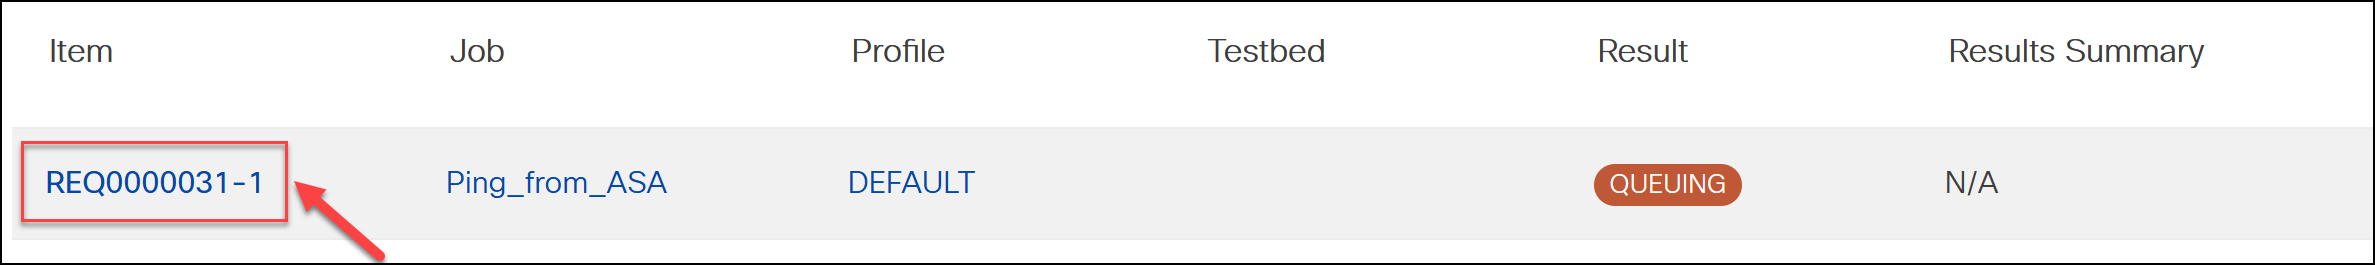 Item Job Profile Testbed Result Results Summary
REQ0000031-1 Ping_from_ASA DEFAULT QUEUING N/A